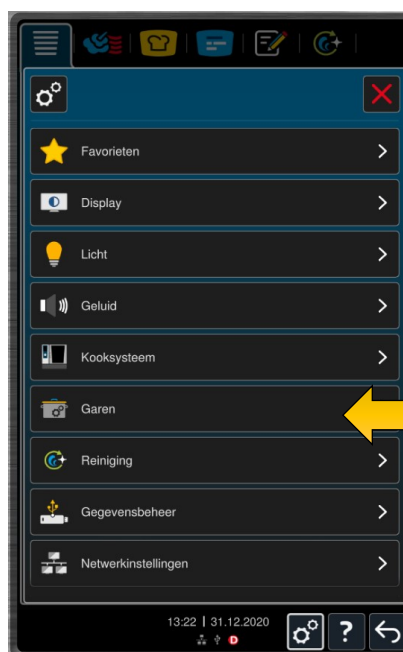 Favorieten
Display
Licht
Geluid
Kooksysteem
Garen
Reiniging
Gegevensbeheer
Netwerkinstellingen
13:22 | 31.12.2020
D
?